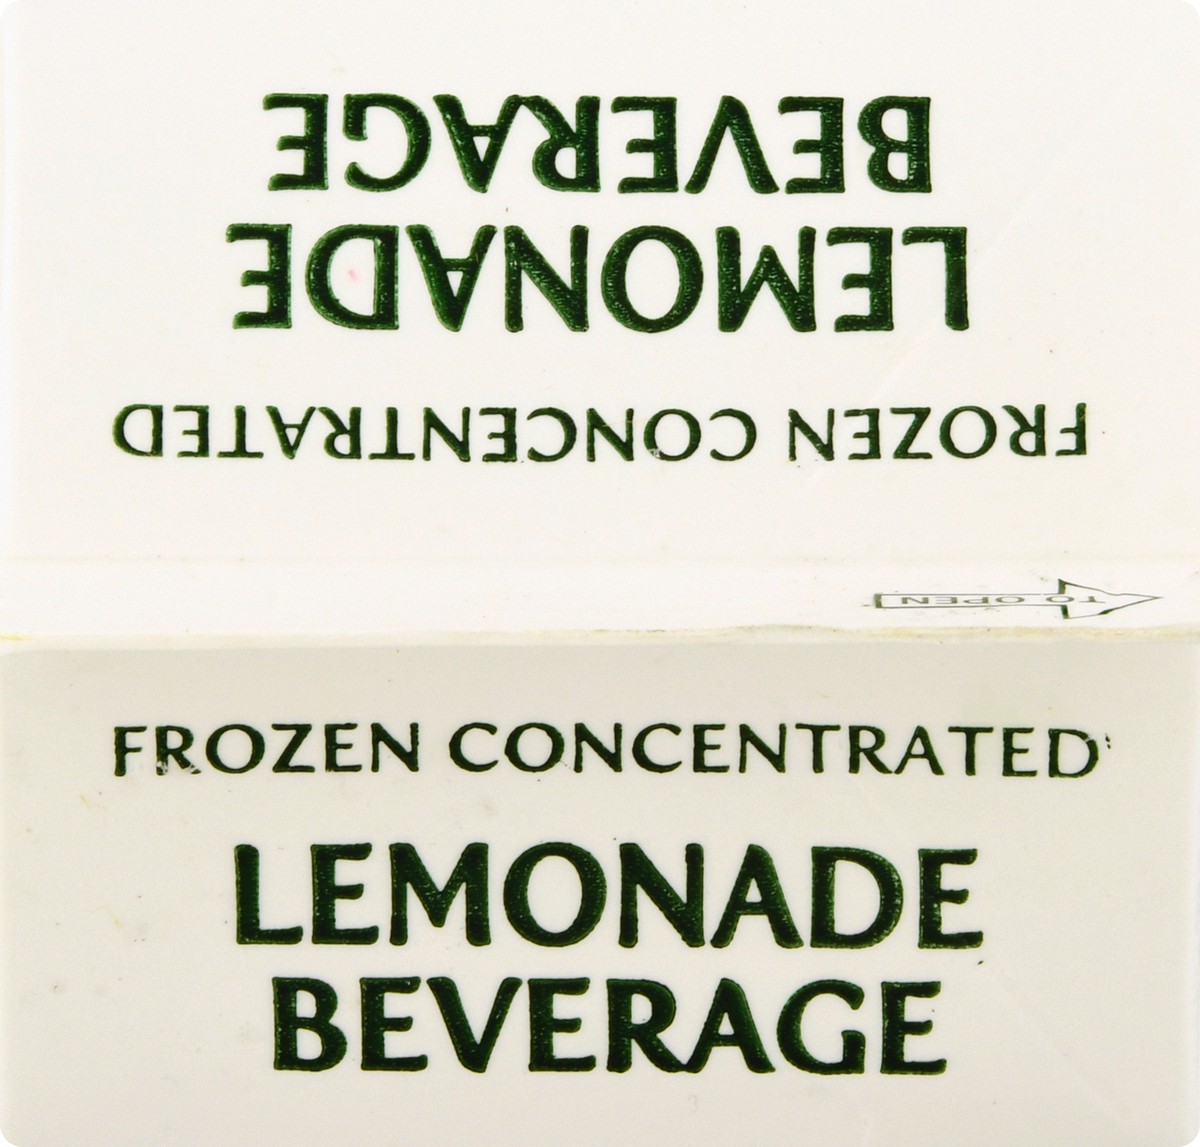 BEVERAGE
LEMONADE
FROZEN CONCENTRATED
TO OPEN
FROZEN CONCENTRATED
LEMONADE
BEVERAGE